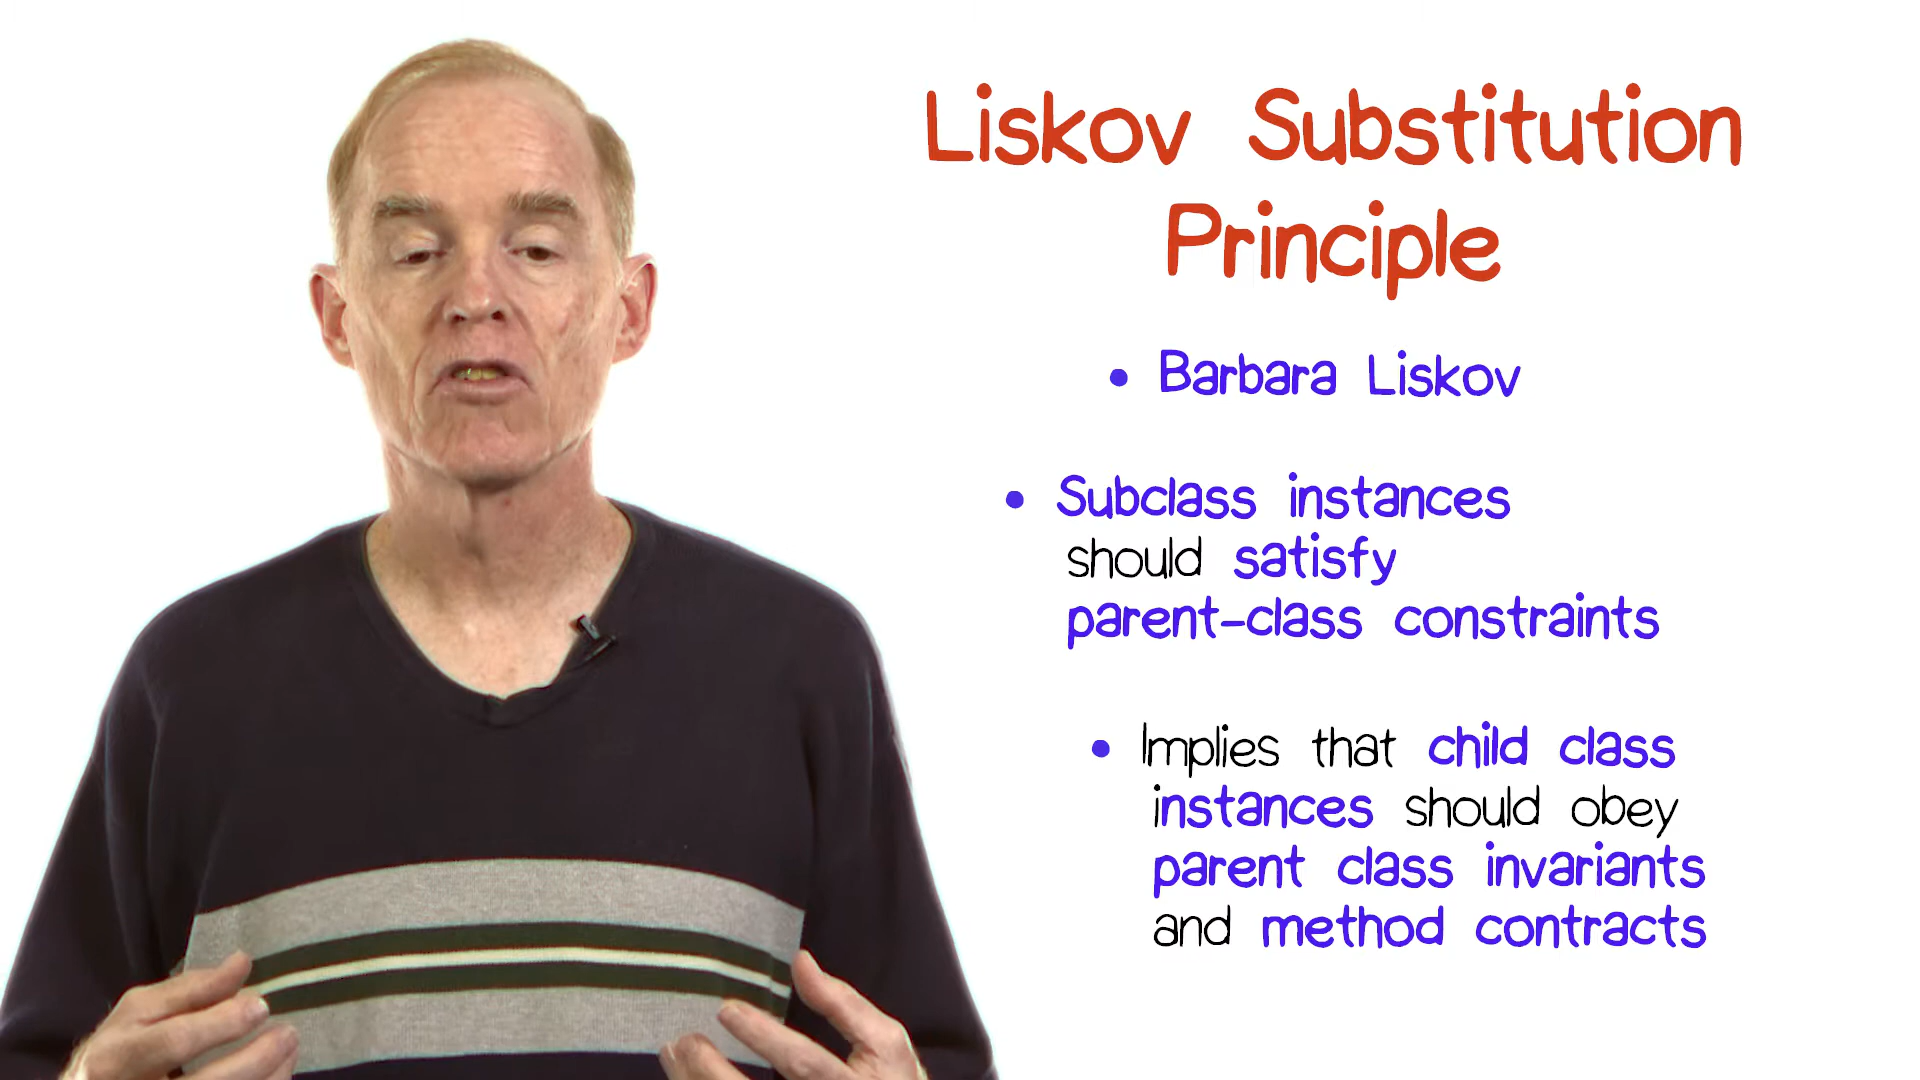 Liskov Substitution
Principle
• Barbara Liskov
• Subclass instances
should satisfy
parent-class constraints
• Implies that child class
instances should obey
parent class invariants
and method contracts